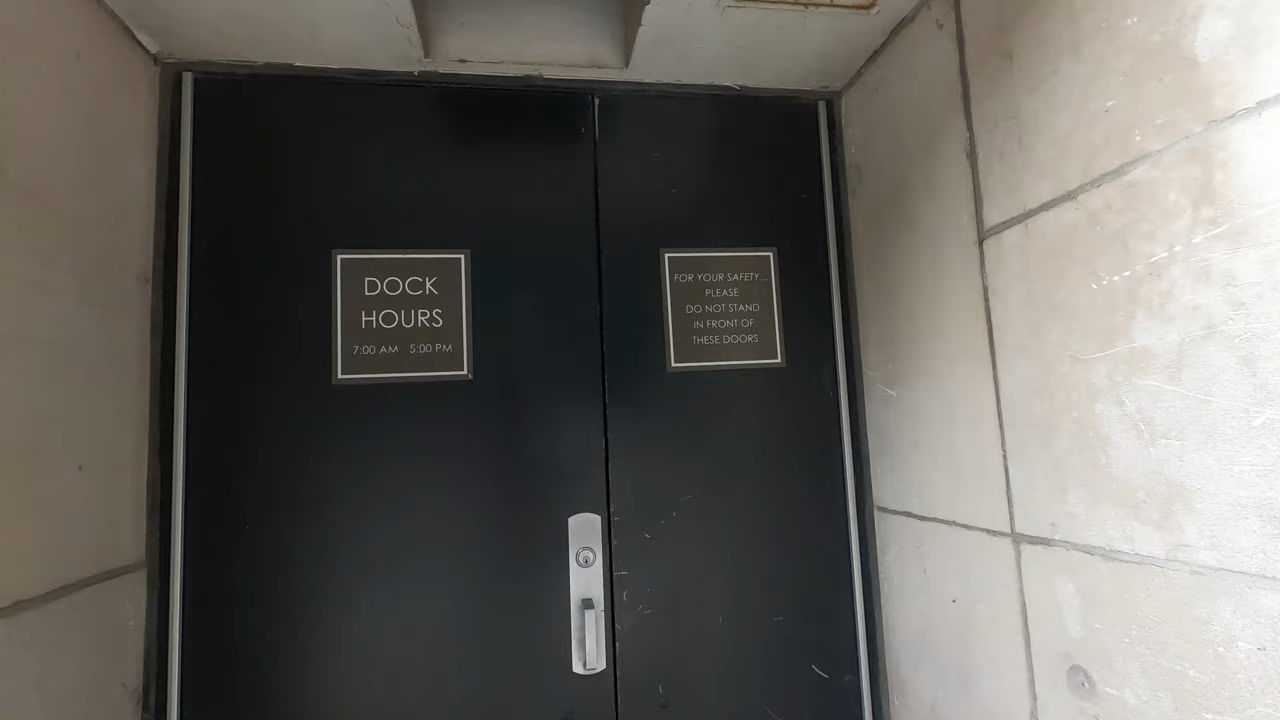 DOCK
HOURS
7:00 AM 5:00 PM
FOR YOUR SAFETY...
PLEASE
DO NOT STAND
IN FRONT OF
THESE DOORS